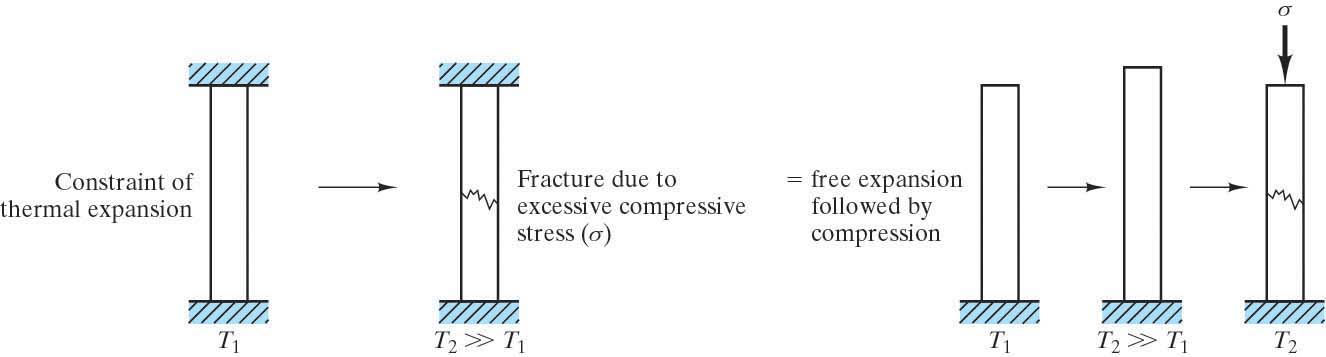 σ
Constraint of
thermal expansion
Fracture due to
excessive compressive
stress (σ)
= free expansion
followed by
compression
T₁
T₂ ≫ T₁
T₁
T₂ ≫ T₁
T₂